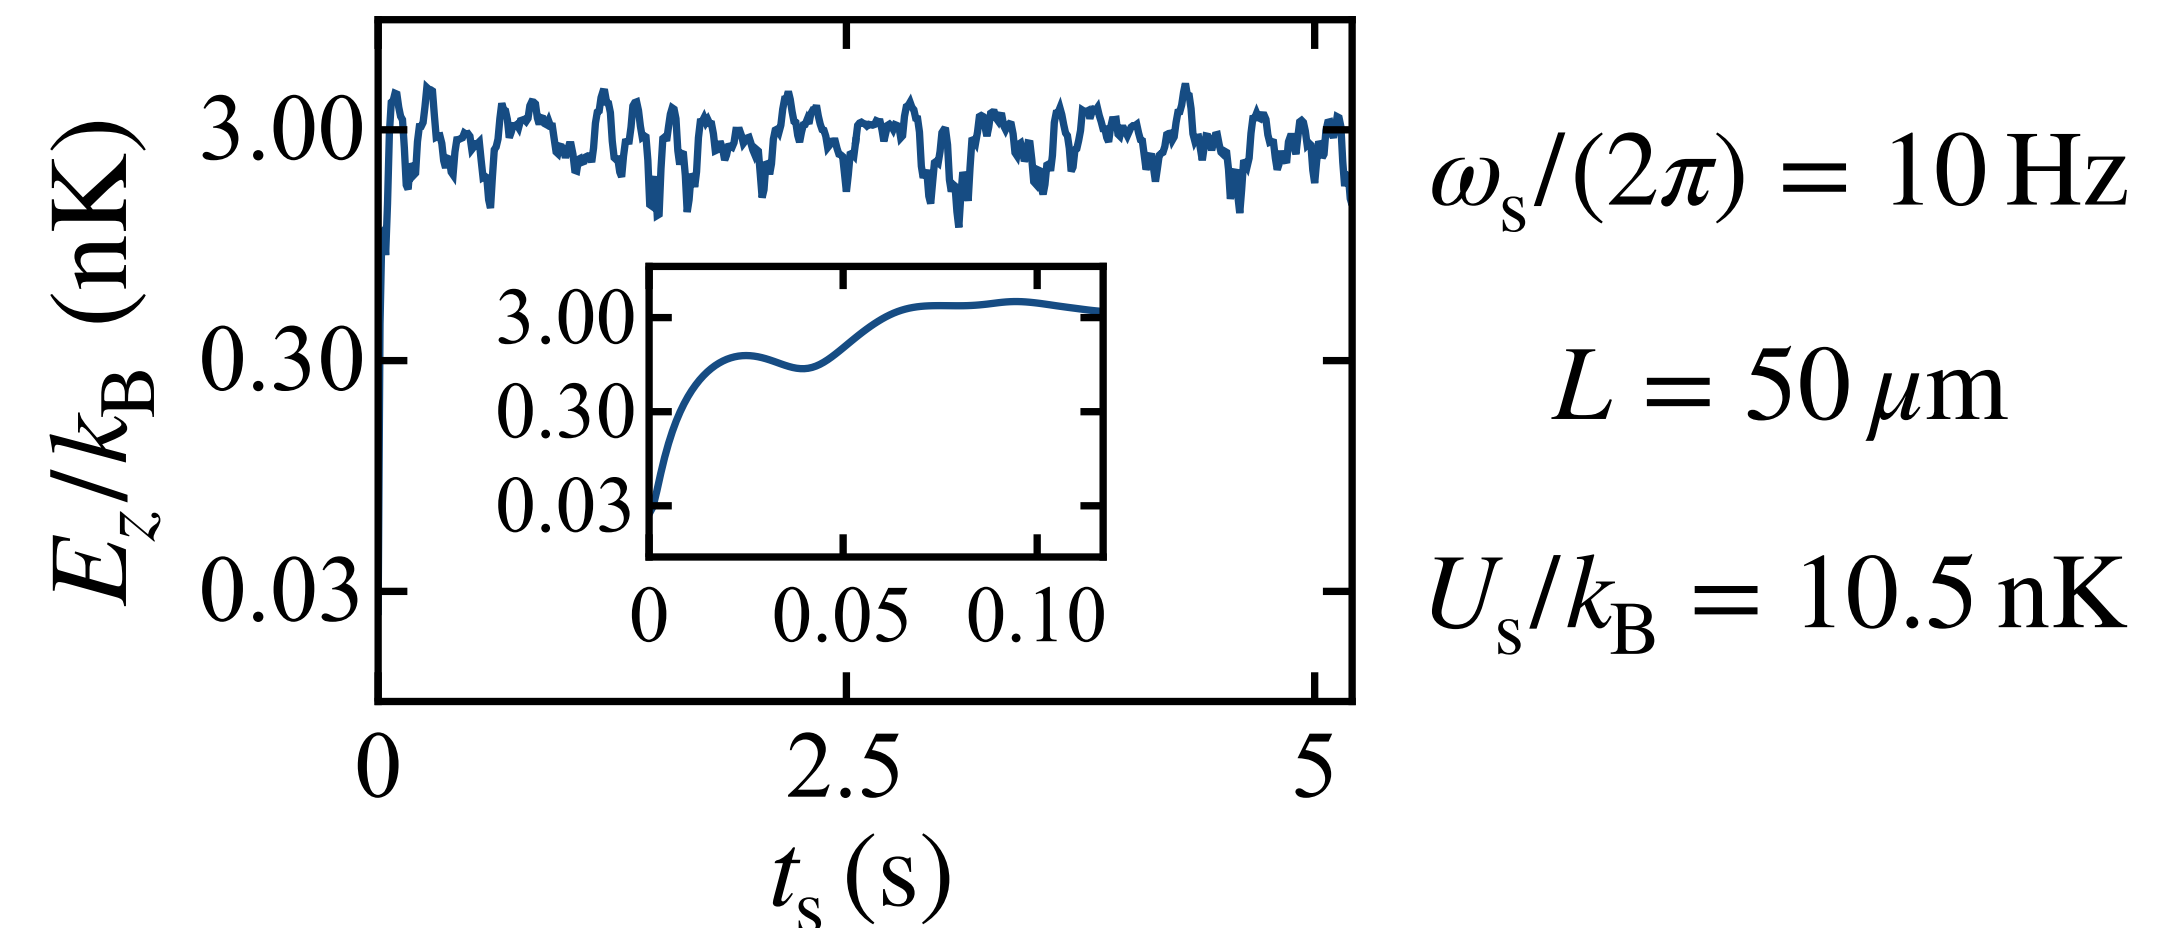 E_z/k_B (nK)
3.00
0.30
0.03
0
2.5
5
t_s (s)
3.00
0.30
0.03
0
0.05
0.10
ω_s/(2π) = 10 Hz
L = 50 μm
U_s/k_B = 10.5 nK